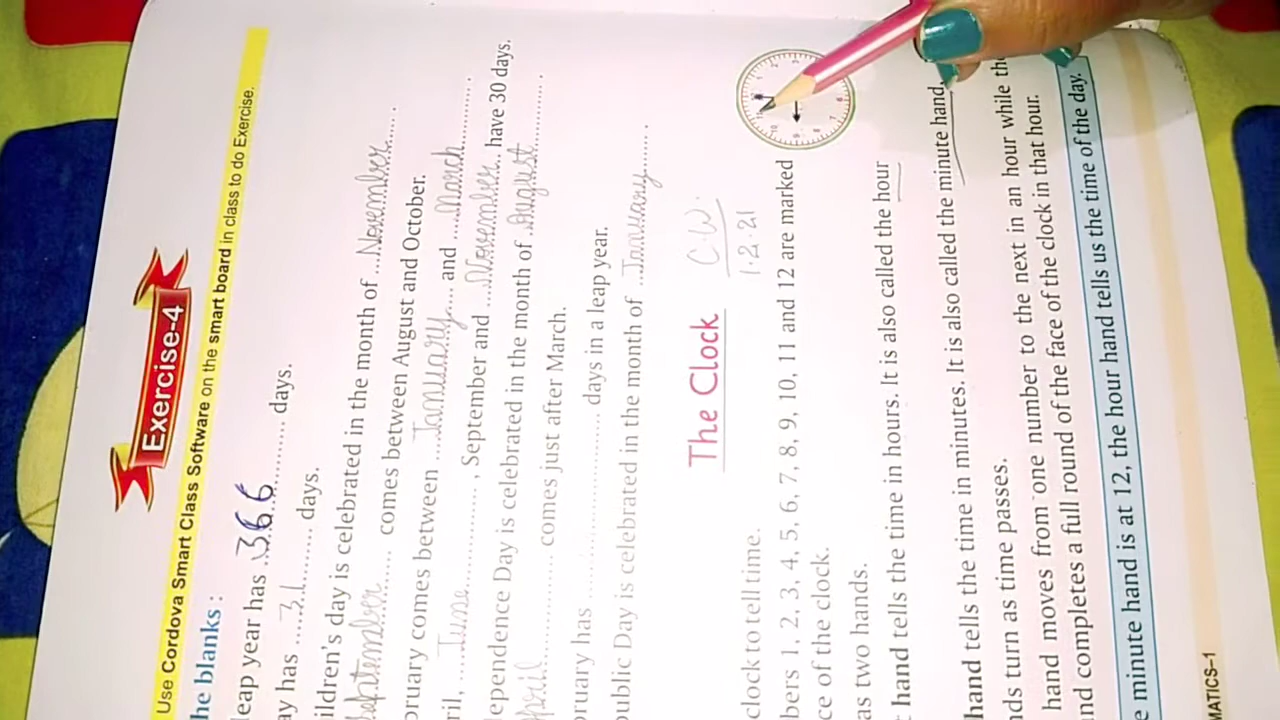 Use Cordova Smart Class Software on the smart board in class to do Exercise.
Exercise-4
he blanks :
leap year has 366 days.
ay has 31 days.
ildren's day is celebrated in the month of November
September comes between August and October.
bruary comes between January and March
ril, June, September and November have 30 days.
dependence Day is celebrated in the month of August
April comes just after March.
bruary has days in a leap year.
public Day is celebrated in the month of January
The Clock C.W.
1.2.21
clock to tell time.
bers 1, 2, 3, 4, 5, 6, 7, 8, 9, 10, 11 and 12 are marked
ce of the clock.
as two hands.
hand tells the time in hours. It is also called the hour
hand tells the time in minutes. It is also called the minute hand.
nds turn as time passes.
hand moves from one number to the next in an hour while the
and completes a full round of the face of the clock in that hour.
e minute hand is at 12, the hour hand tells us the time of the day.
MATICS–1